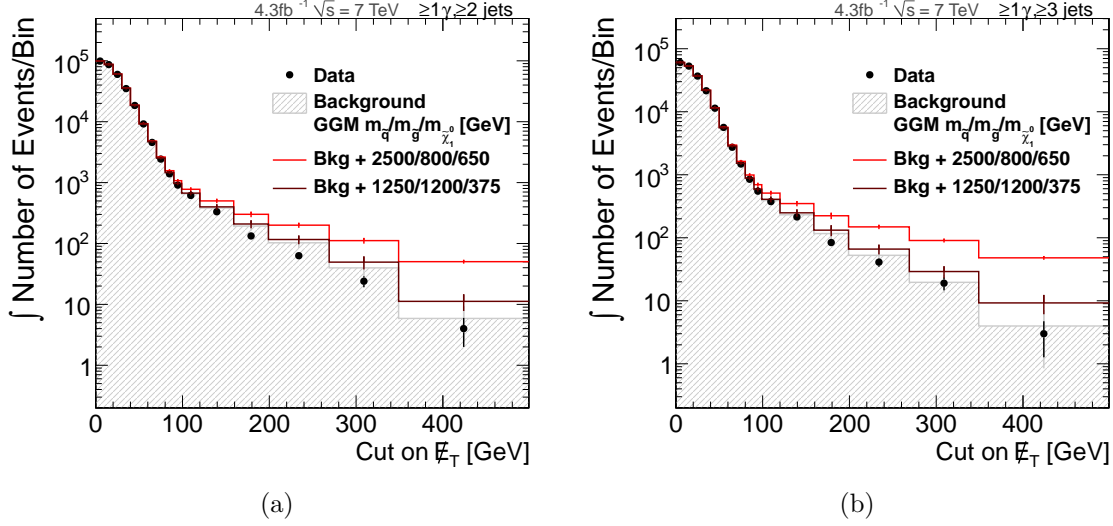 4.3fb⁻¹ √s = 7 TeV ≥1γ,≥2 jets
∫ Number of Events/Bin
10⁵
10⁴
10³
10²
10
1
Data
Background
GGM m_q̃/m_g̃/m_χ̃₁⁰ [GeV]
Bkg + 2500/800/650
Bkg + 1250/1200/375
0 100 200 300 400
Cut on E̸_T [GeV]
(a)
4.3fb⁻¹ √s = 7 TeV ≥1γ,≥3 jets
∫ Number of Events/Bin
10⁵
10⁴
10³
10²
10
1
Data
Background
GGM m_q̃/m_g̃/m_χ̃₁⁰ [GeV]
Bkg + 2500/800/650
Bkg + 1250/1200/375
0 100 200 300 400
Cut on E̸_T [GeV]
(b)